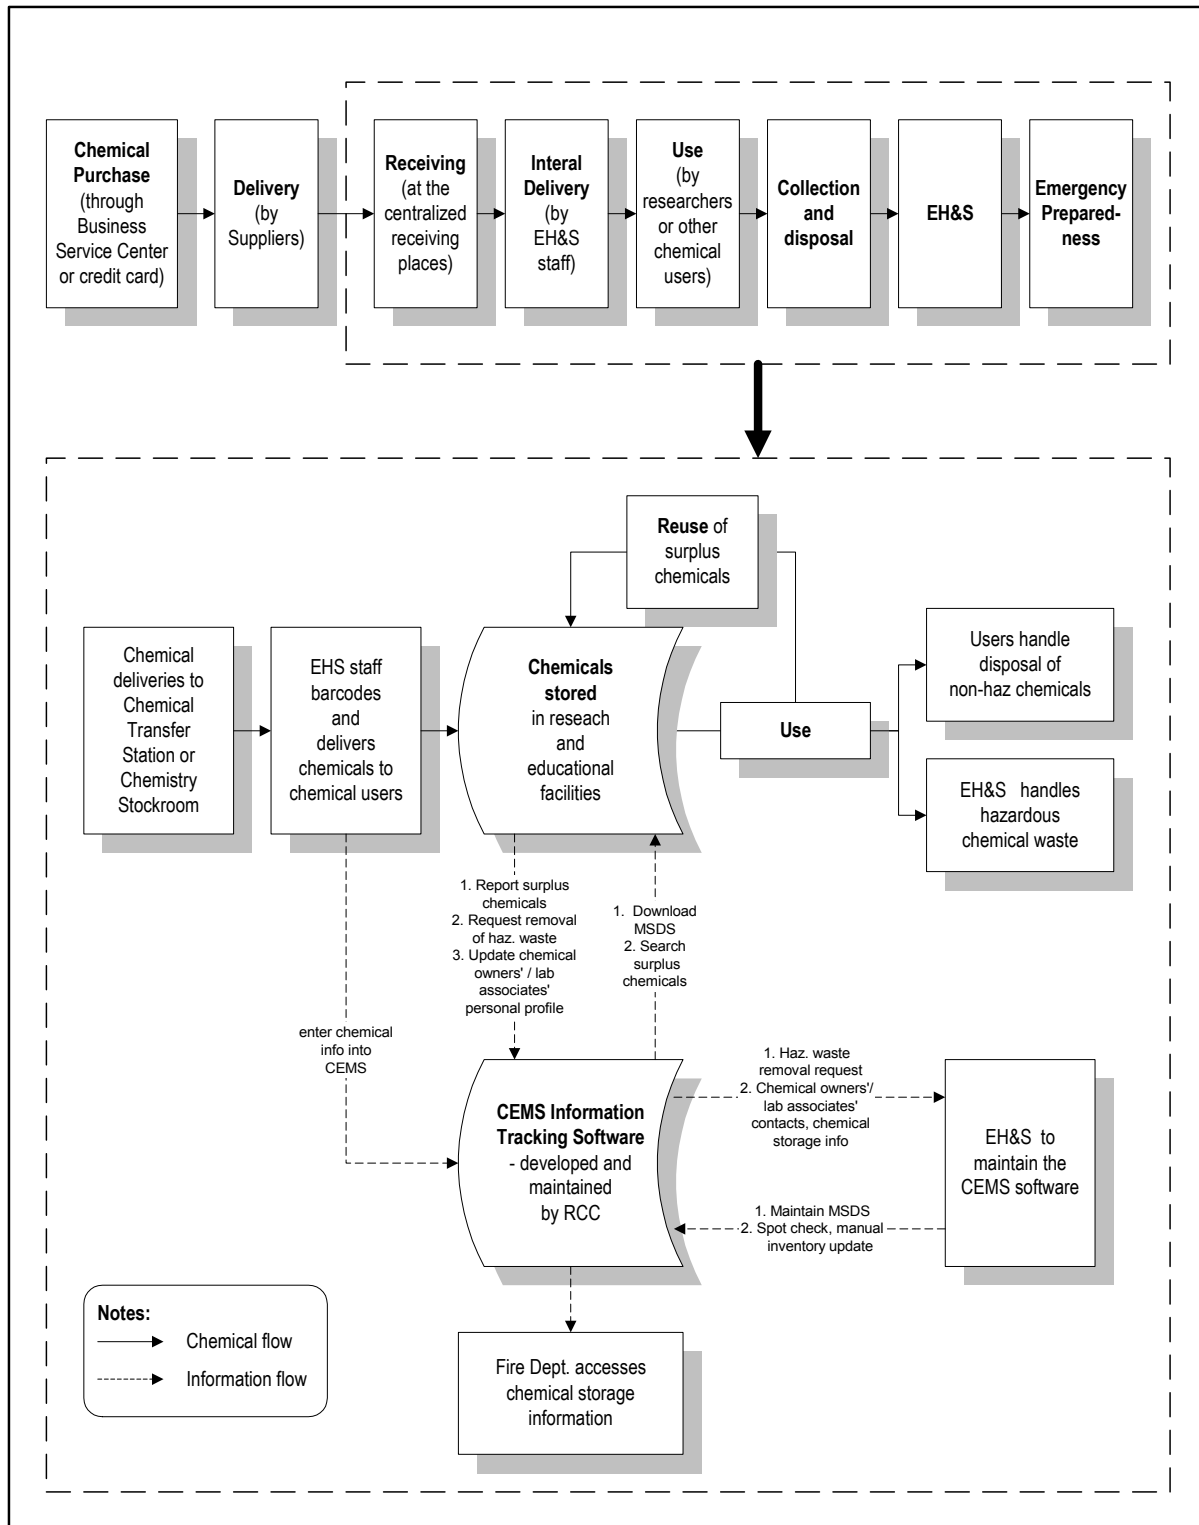 Chemical
Purchase
(through
Business
Service Center
or credit card)
Delivery
(by
Suppliers)
Receiving
(at the
centralized
receiving
places)
Interal
Delivery
(by
EH&S
staff)
Use
(by
researchers
or other
chemical
users)
Collection
and
disposal
EH&S
Emergency
Prepared-
ness
Reuse of
surplus
chemicals
Chemical
deliveries to
Chemical
Transfer
Station or
Chemistry
Stockroom
EHS staff
barcodes
and
delivers
chemicals to
chemical users
Chemicals
stored
in reseach
and
educational
facilities
Use
Users handle
disposal of
non-haz chemicals
EH&S handles
hazardous
chemical waste
1. Report surplus
chemicals
2. Request removal
of haz. waste
3. Update chemical
owners' / lab
associates'
personal profile
1. Download
MSDS
2. Search
surplus
chemicals
enter chemical
info into
CEMS
CEMS Information
Tracking Software
- developed and
maintained
by RCC
1. Haz. waste
removal request
2. Chemical owners'/
lab associates'
contacts, chemical
storage info
1. Maintain MSDS
2. Spot check, manual
inventory update
EH&S to
maintain the
CEMS software
Notes:
Chemical flow
Information flow
Fire Dept. accesses
chemical storage
information